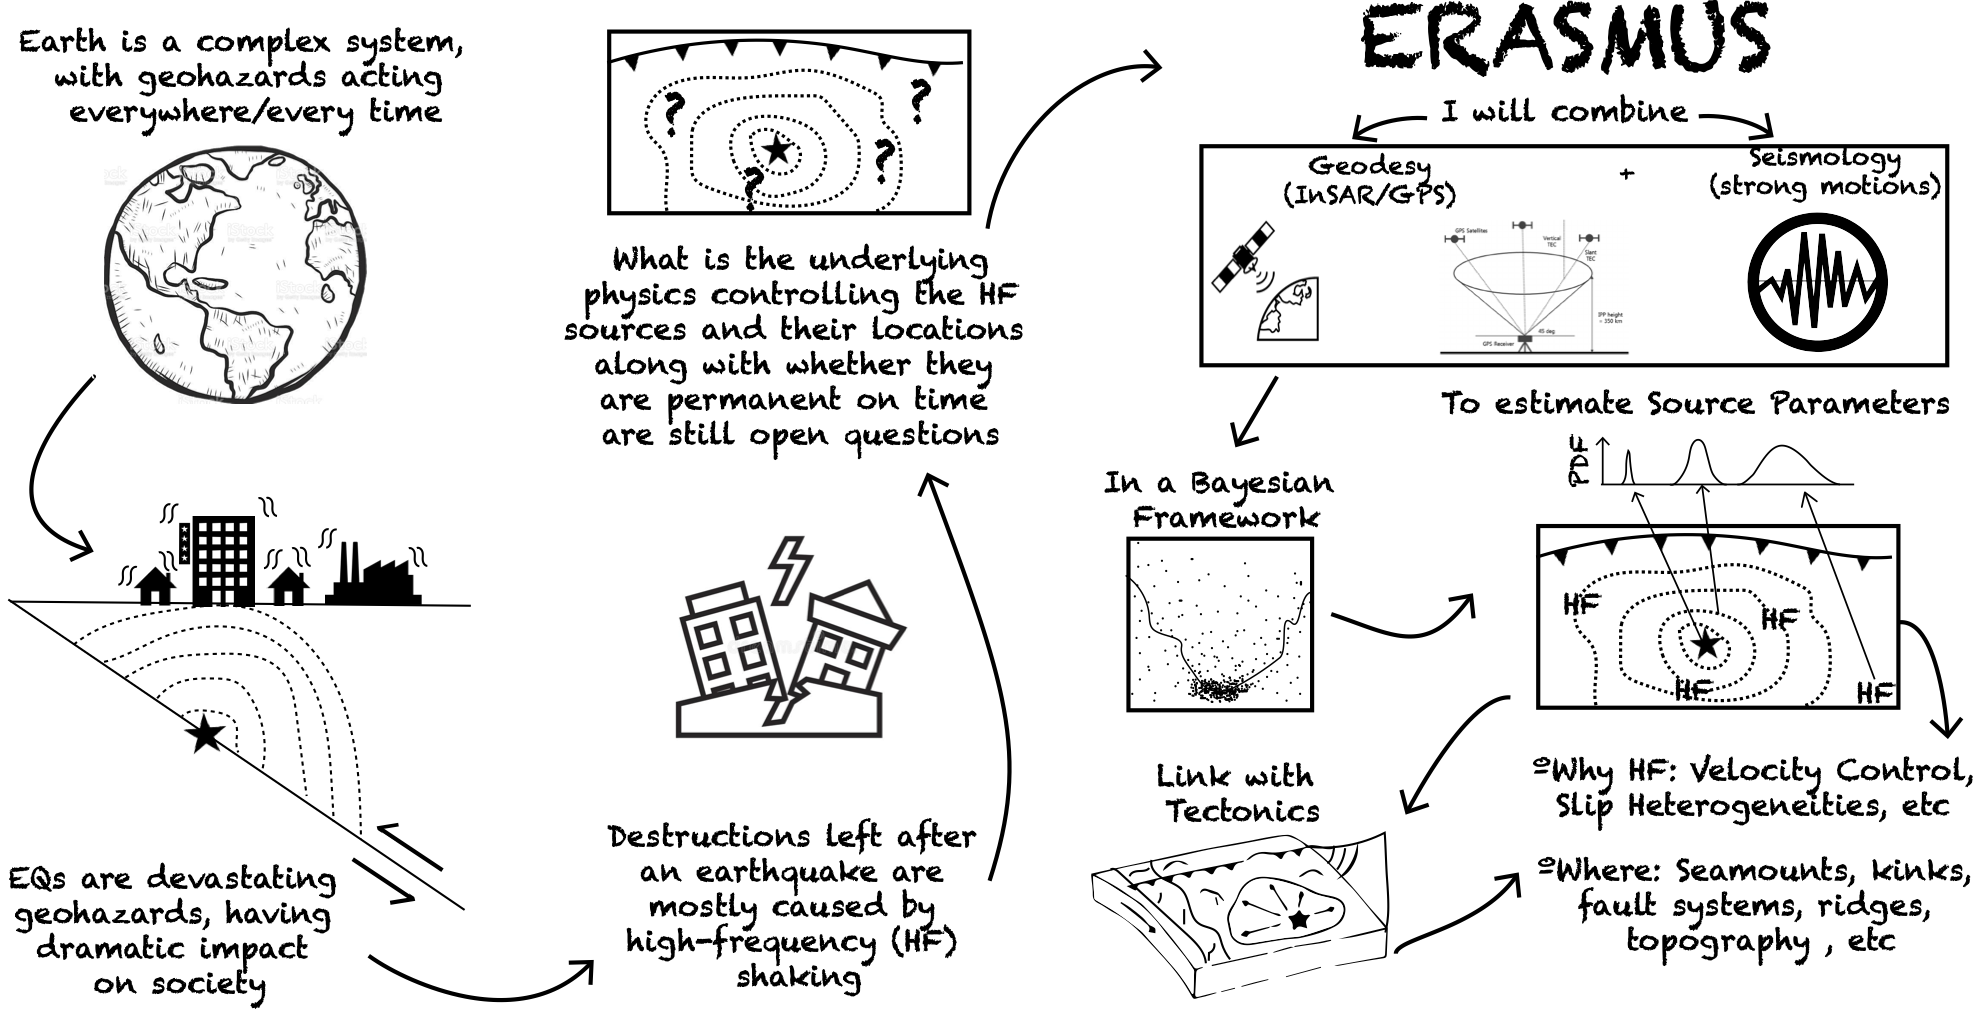 Earth is a complex system,
with geohazards acting
everywhere/every time
EQs are devastating
geohazards, having
dramatic impact
on society
Destructions left after
an earthquake are
mostly caused by
high-frequency (HF)
shaking
? ? ? ?
What is the underlying
physics controlling the HF
sources and their locations
along with whether they
are permanent on time
are still open questions
ERASMUS
I will combine
Geodesy
(InSAR/GPS)
+
Seismology
(strong motions)
GPS Satellites
Vertical
TEC
Slant
TEC
IPP height
~ 350 km
45 deg
GPS Receiver
To estimate Source Parameters
In a Bayesian
Framework
PDF
HF
HF
HF
HF
Link with
Tectonics
ºWhy HF: Velocity Control,
Slip Heterogeneities, etc
ºWhere: Seamounts, kinks,
fault systems, ridges,
topography , etc